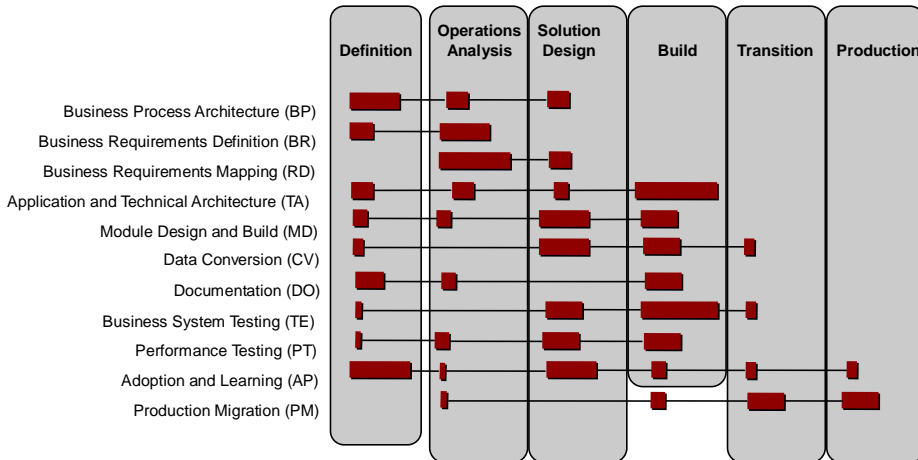 Operations Solution
Definition Analysis Design Build Transition Production
Business Process Architecture (BP)
Business Requirements Definition (BR)
Business Requirements Mapping (RD)
Application and Technical Architecture (TA)
Module Design and Build (MD)
Data Conversion (CV)
Documentation (DO)
Business System Testing (TE)
Performance Testing (PT)
Adoption and Learning (AP)
Production Migration (PM)